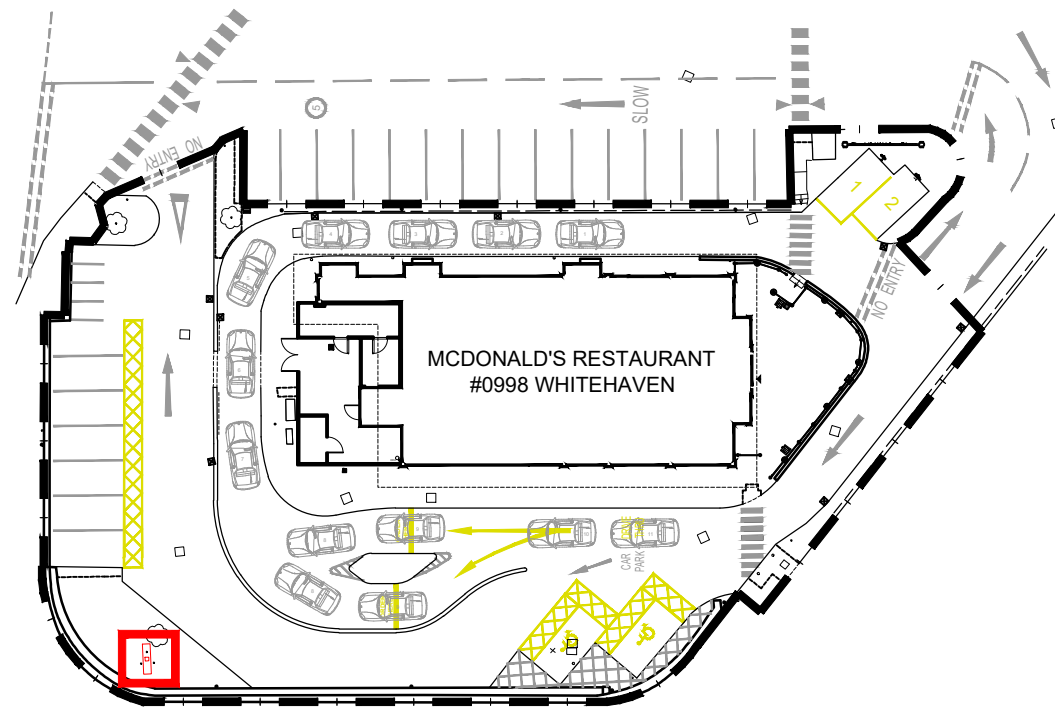 SLOW
5
NO ENTRY
1
2
NO ENTRY
MCDONALD'S RESTAURANT
#0998 WHITEHAVEN
CAR
PARK